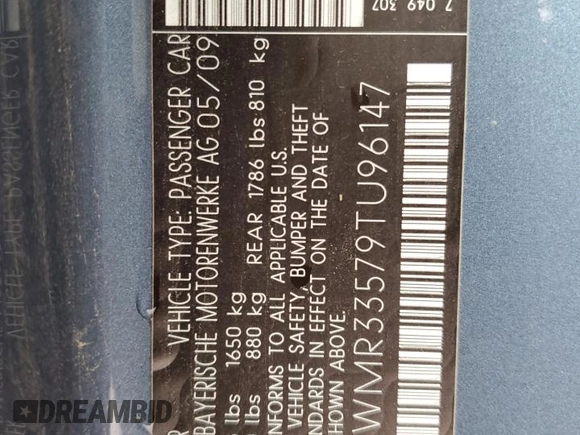 VEHICLE TYPE: PASSENGER CAR
BAYERISCHE MOTORENWERKE AG 05/09
lbs 1650 kg REAR 1786 lbs 810 kg
lbs 880 kg
NFORMS TO ALL APPLICABLE U.S.
VEHICLE SAFETY, BUMPER AND THEFT
NDARDS IN EFFECT ON THE DATE OF
HOWN ABOVE.
WMR33579TU96147
7 049 307
DREAMBID